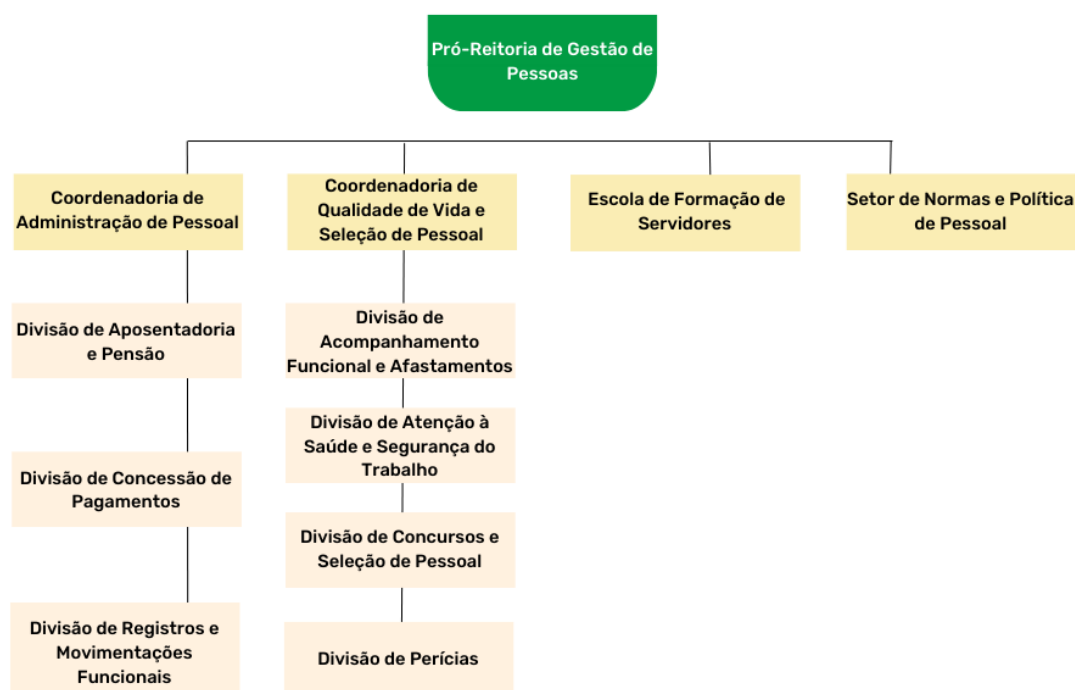 Pró-Reitoria de Gestão de
Pessoas
Coordenadoria de
Administração de Pessoal
Coordenadoria de
Qualidade de Vida e
Seleção de Pessoal
Escola de Formação de
Servidores
Setor de Normas e Política
de Pessoal
Divisão de Aposentadoria
e Pensão
Divisão de Concessão de
Pagamentos
Divisão de Registros e
Movimentações
Funcionais
Divisão de
Acompanhamento
Funcional e Afastamentos
Divisão de Atenção à
Saúde e Segurança do
Trabalho
Divisão de Concursos e
Seleção de Pessoal
Divisão de Perícias